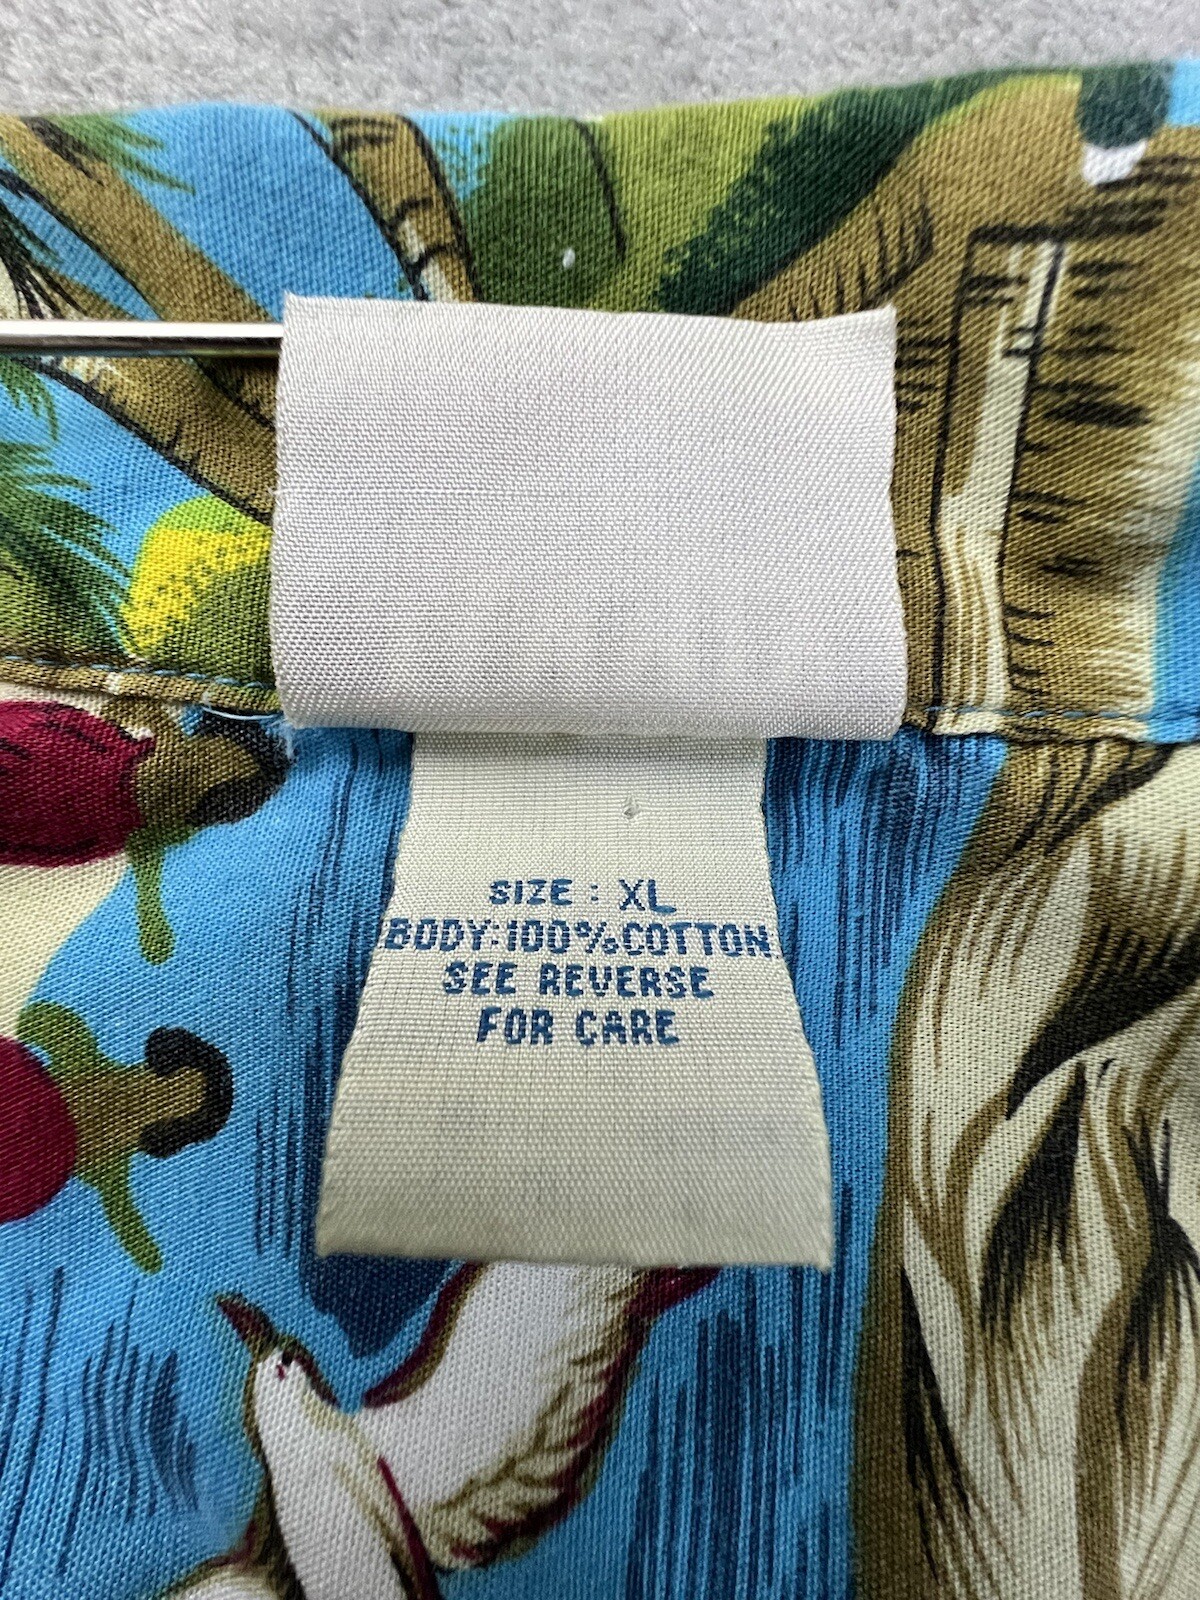 SIZE : XL
BODY:100%COTTON
SEE REVERSE
FOR CARE